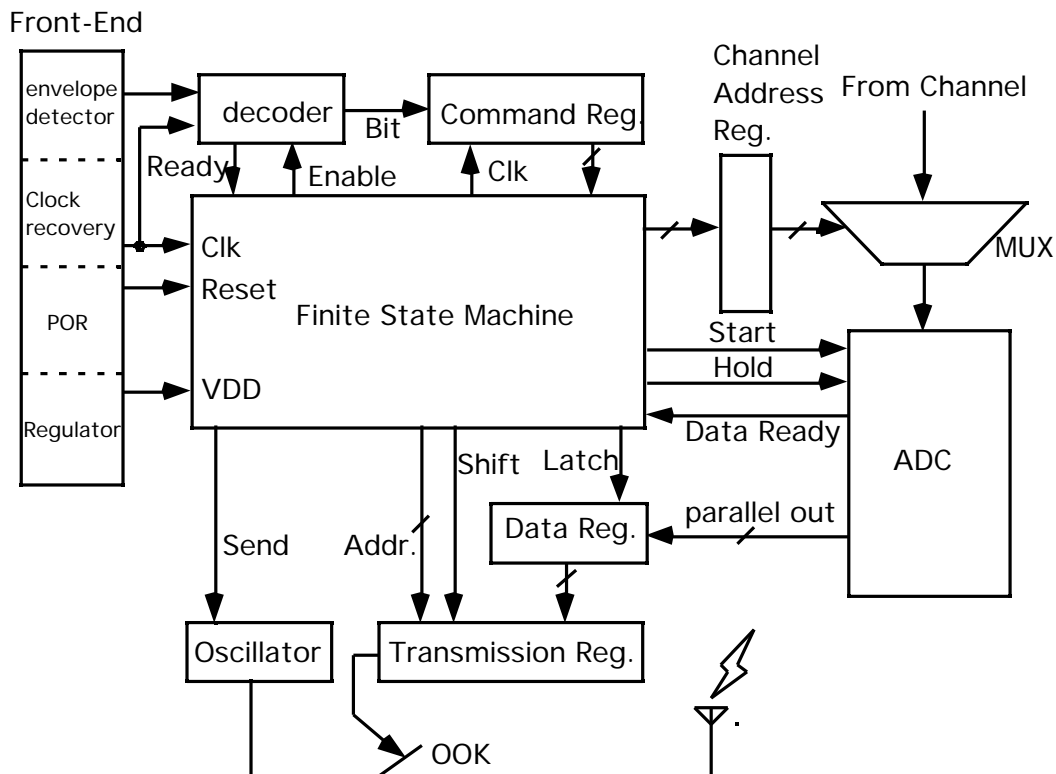 Front-End
envelope
detector
Clock
recovery
POR
Regulator
decoder
Bit
Command Reg.
Channel
Address
Reg.
From Channel
Ready
Enable
Clk
Clk
Reset
VDD
Finite State Machine
MUX
Start
Hold
Data Ready
ADC
Shift
Latch
parallel out
Data Reg.
Send
Addr.
Oscillator
Transmission Reg.
OOK